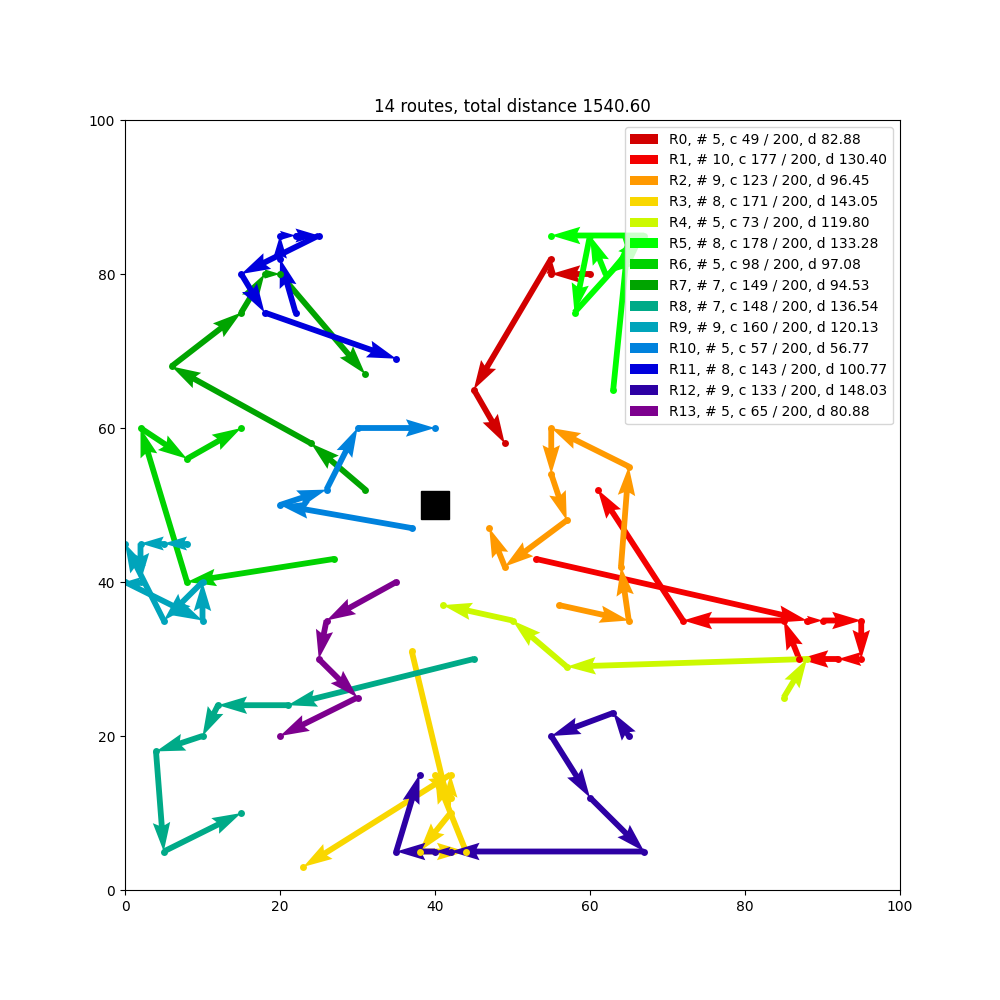 14 routes, total distance 1540.60
R0, # 5, c 49 / 200, d 82.88
R1, # 10, c 177 / 200, d 130.40
R2, # 9, c 123 / 200, d 96.45
R3, # 8, c 171 / 200, d 143.05
R4, # 5, c 73 / 200, d 119.80
R5, # 8, c 178 / 200, d 133.28
R6, # 5, c 98 / 200, d 97.08
R7, # 7, c 149 / 200, d 94.53
R8, # 7, c 148 / 200, d 136.54
R9, # 9, c 160 / 200, d 120.13
R10, # 5, c 57 / 200, d 56.77
R11, # 8, c 143 / 200, d 100.77
R12, # 9, c 133 / 200, d 148.03
R13, # 5, c 65 / 200, d 80.88
100
80
60
40
20
0
0 20 40 60 80 100